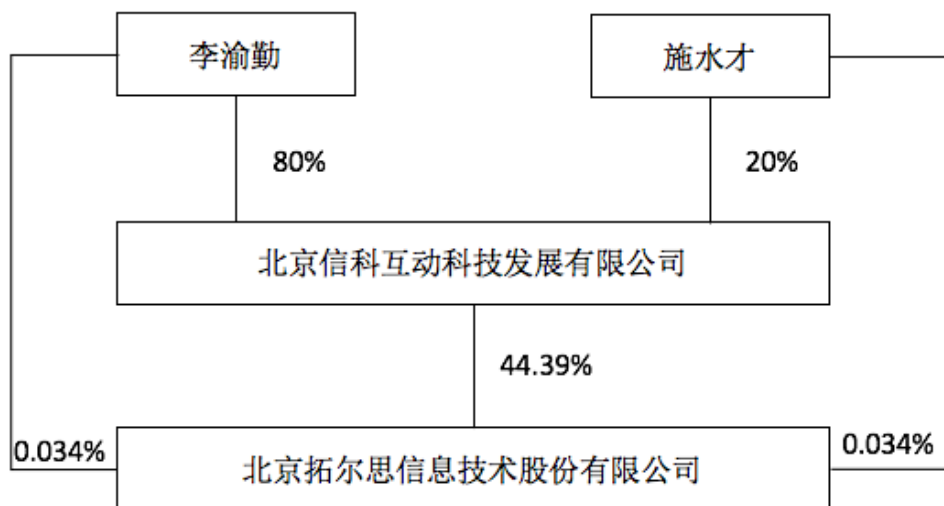 李渝勤
施水才
80%
20%
北京信科互动科技发展有限公司
44.39%
0.034%
0.034%
北京拓尔思信息技术股份有限公司